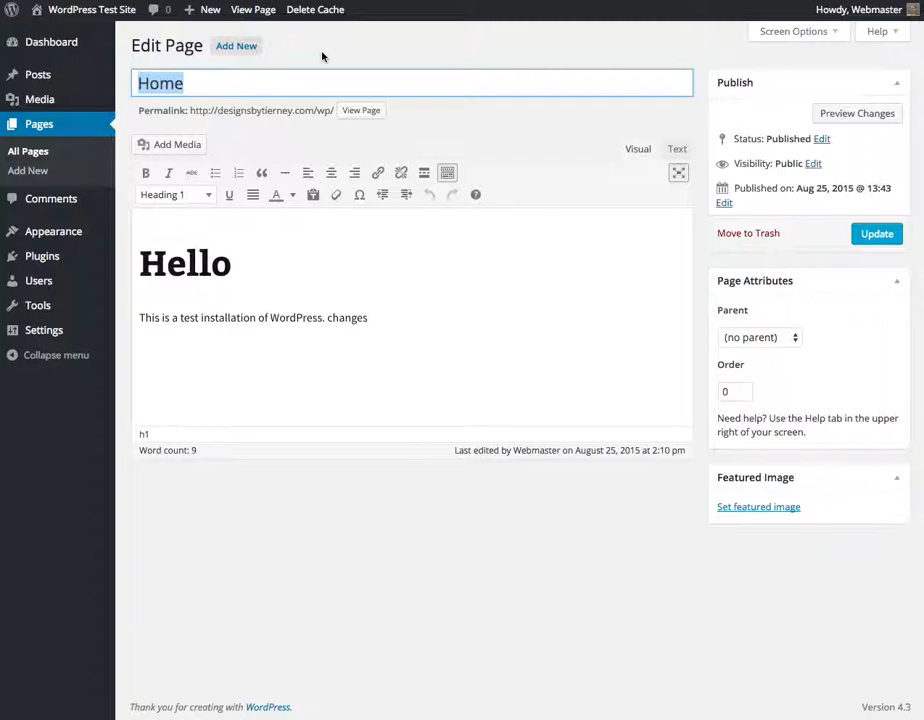 WordPress Test Site 0 New View Page Delete Cache Howdy, Webmaster
Dashboard
Posts
Media
Pages
All Pages
Add New
Comments
Appearance
Plugins
Users
Tools
Settings
Collapse menu
Edit Page Add New
Screen Options Help
Home
Permalink: http://designsbytierney.com/wp/ View Page
Add Media
Visual Text
B I ABC
Heading 1 U A Ω ?
Hello
This is a test installation of WordPress. changes
h1
Word count: 9 Last edited by Webmaster on August 25, 2015 at 2:10 pm
Publish
Preview Changes
Status: Published Edit
Visibility: Public Edit
Published on: Aug 25, 2015 @ 13:43
Edit
Move to Trash Update
Page Attributes
Parent
(no parent)
Order
0
Need help? Use the Help tab in the upper
right of your screen.
Featured Image
Set featured image
Thank you for creating with WordPress. Version 4.3